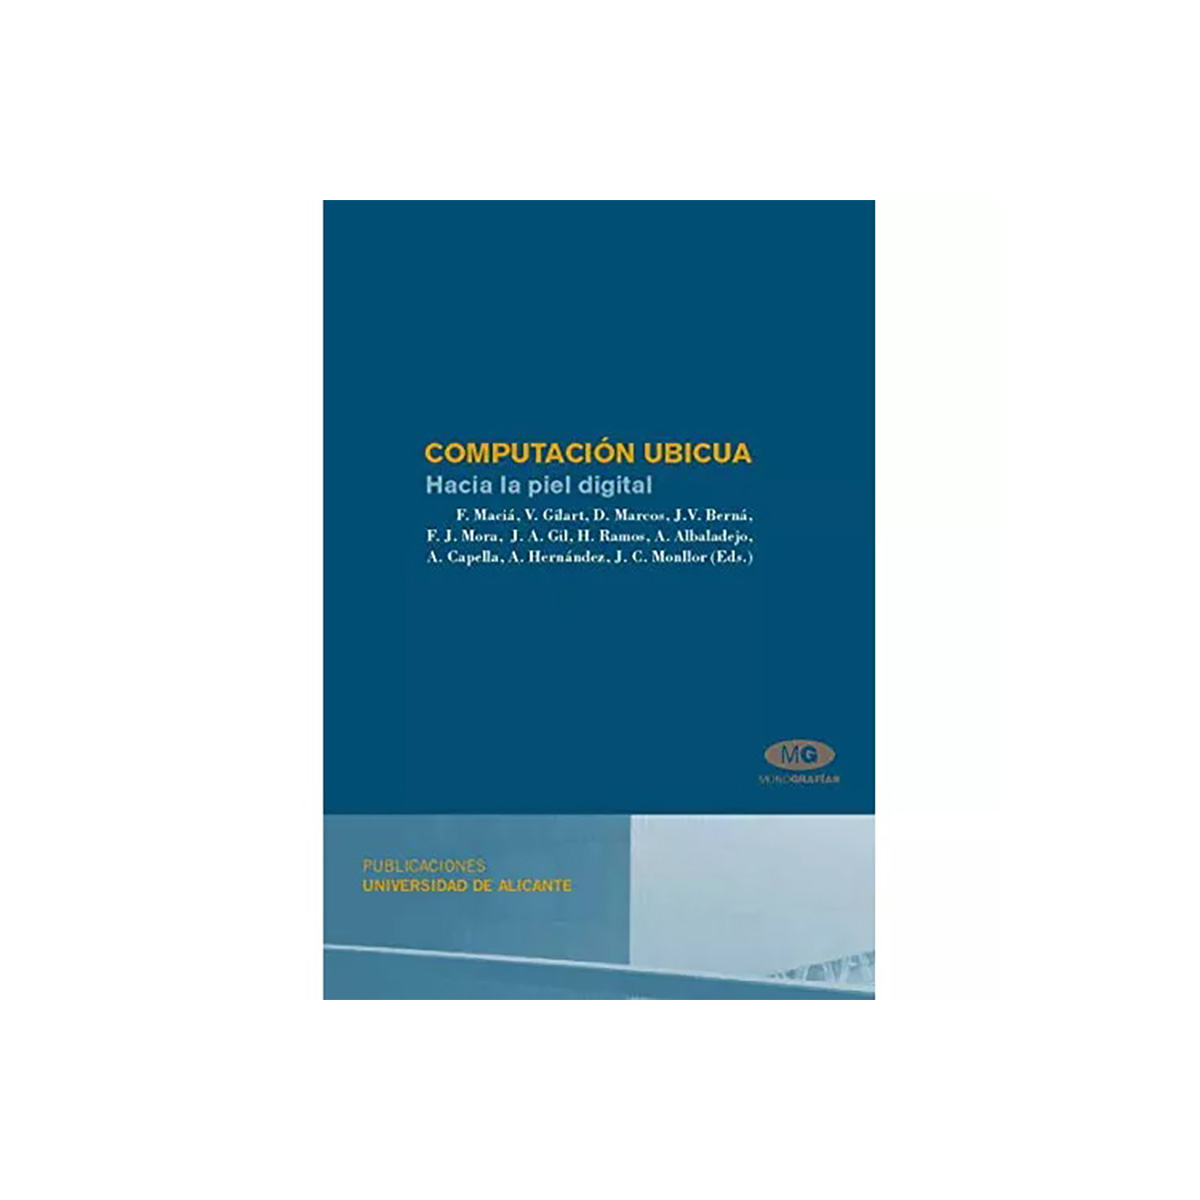 COMPUTACIÓN UBICUA
Hacia la piel digital
F. Maciá, V. Gilart, D. Marcos, J.V. Berná,
F. J. Mora, J. A. Gil, H. Ramos, A. Albaladejo,
A. Capella, A. Hernández, J. C. Monllor (Eds.)
MG
MONOGRAFÍAS
PUBLICACIONES
UNIVERSIDAD DE ALICANTE